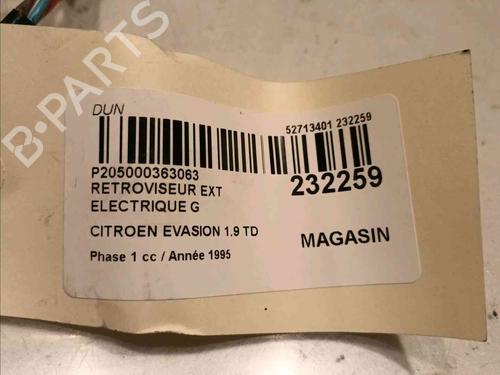 B-PARTS
DUN
52713401 232259
P205000363063
232259
RETROVISEUR EXT
ELECTRIQUE G
CITROEN EVASION 1.9 TD
MAGASIN
Phase 1 cc / Année 1995